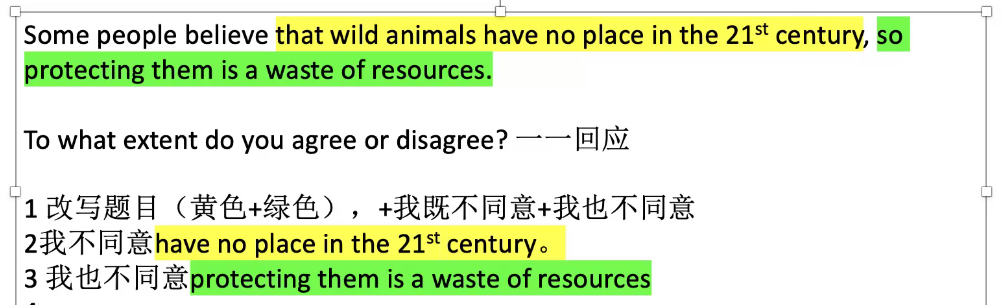 Some people believe that wild animals have no place in the 21st century, so
protecting them is a waste of resources.
To what extent do you agree or disagree? 一一回应
1 改写题目（黄色+绿色），+我既不同意+我也不同意
2我不同意have no place in the 21st century。
3 我也不同意protecting them is a waste of resources